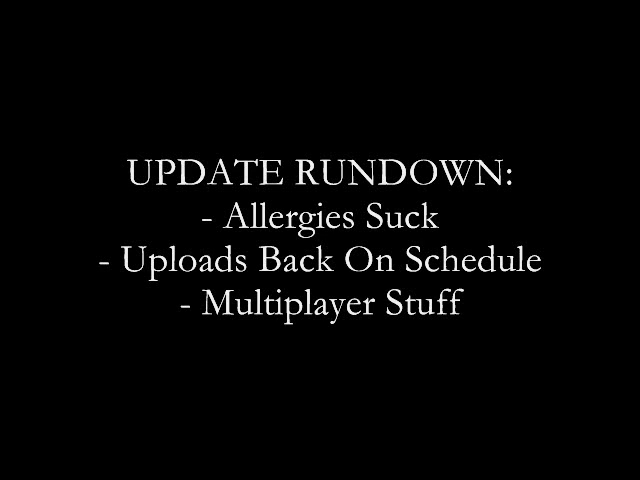 UPDATE RUNDOWN:
- Allergies Suck
- Uploads Back On Schedule
- Multiplayer Stuff